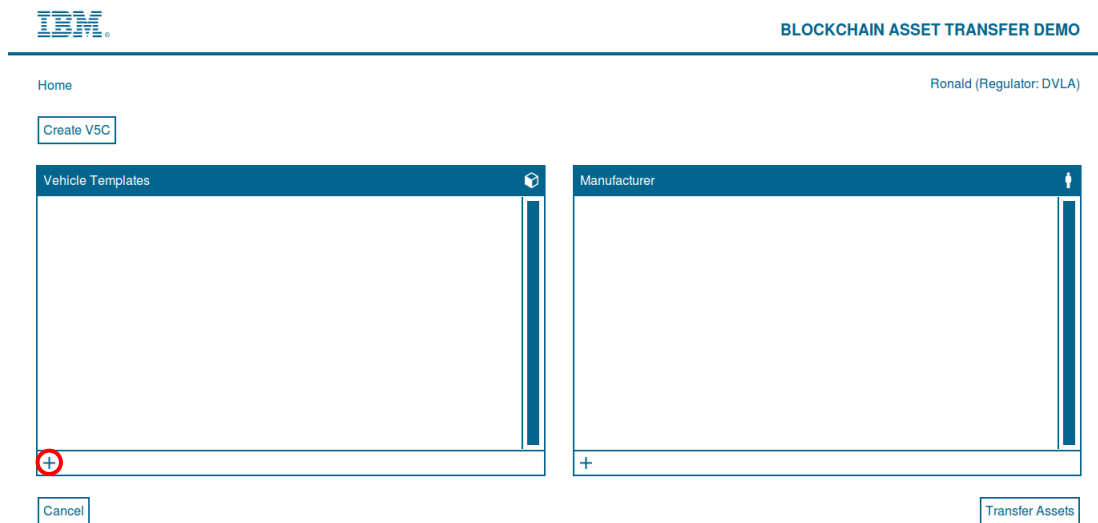 IBM®
BLOCKCHAIN ASSET TRANSFER DEMO
Home
Ronald (Regulator: DVLA)
Create V5C
Vehicle Templates
Manufacturer
+
+
Cancel
Transfer Assets